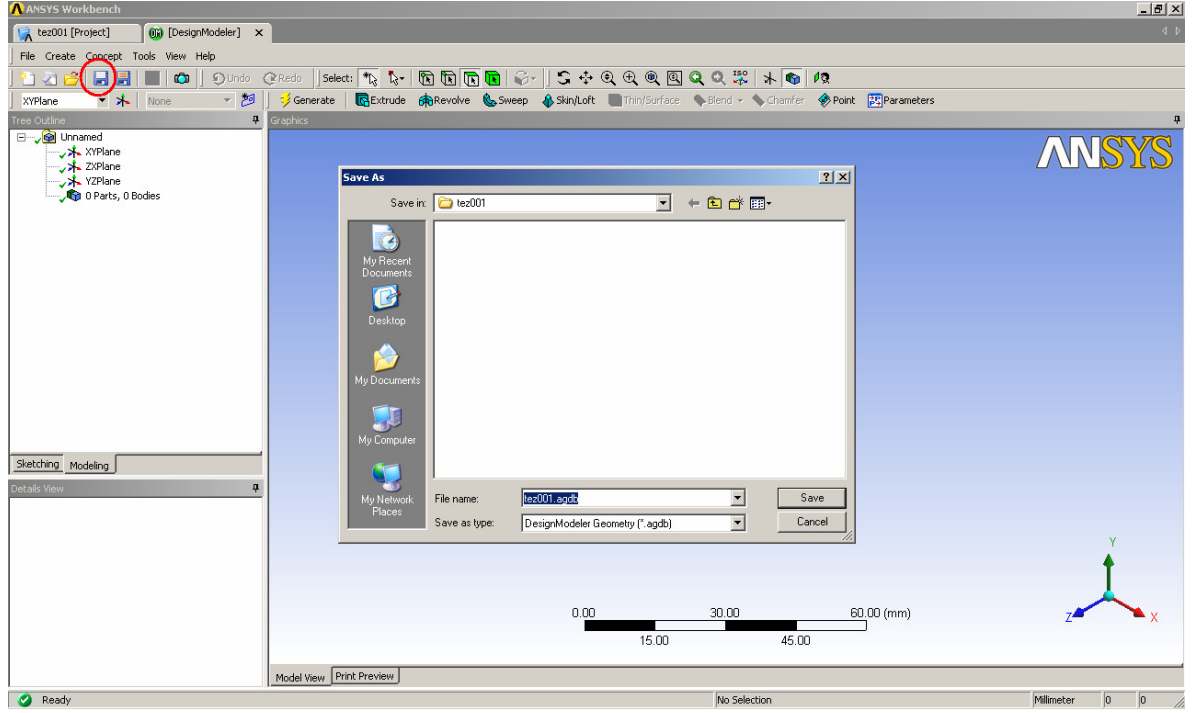 ANSYS Workbench
tez001 [Project] [DesignModeler] ×
File Create Concept Tools View Help
Undo Redo Select: ISO
XYPlane None Generate Extrude Revolve Sweep Skin/Loft Thin/Surface Blend Chamfer Point Parameters
Tree Outline
Unnamed
XYPlane
ZXPlane
YZPlane
0 Parts, 0 Bodies
Sketching Modeling
Details View
Graphics
ANSYS
Save As
Save in: tez001
My Recent
Documents
Desktop
My Documents
My Computer
My Network
Places
File name: tez001.agdb Save
Save as type: DesignModeler Geometry (*.agdb) Cancel
0.00 30.00 60.00 (mm)
15.00 45.00
Y
Z X
Model View Print Preview
Ready No Selection Millimeter 0 0